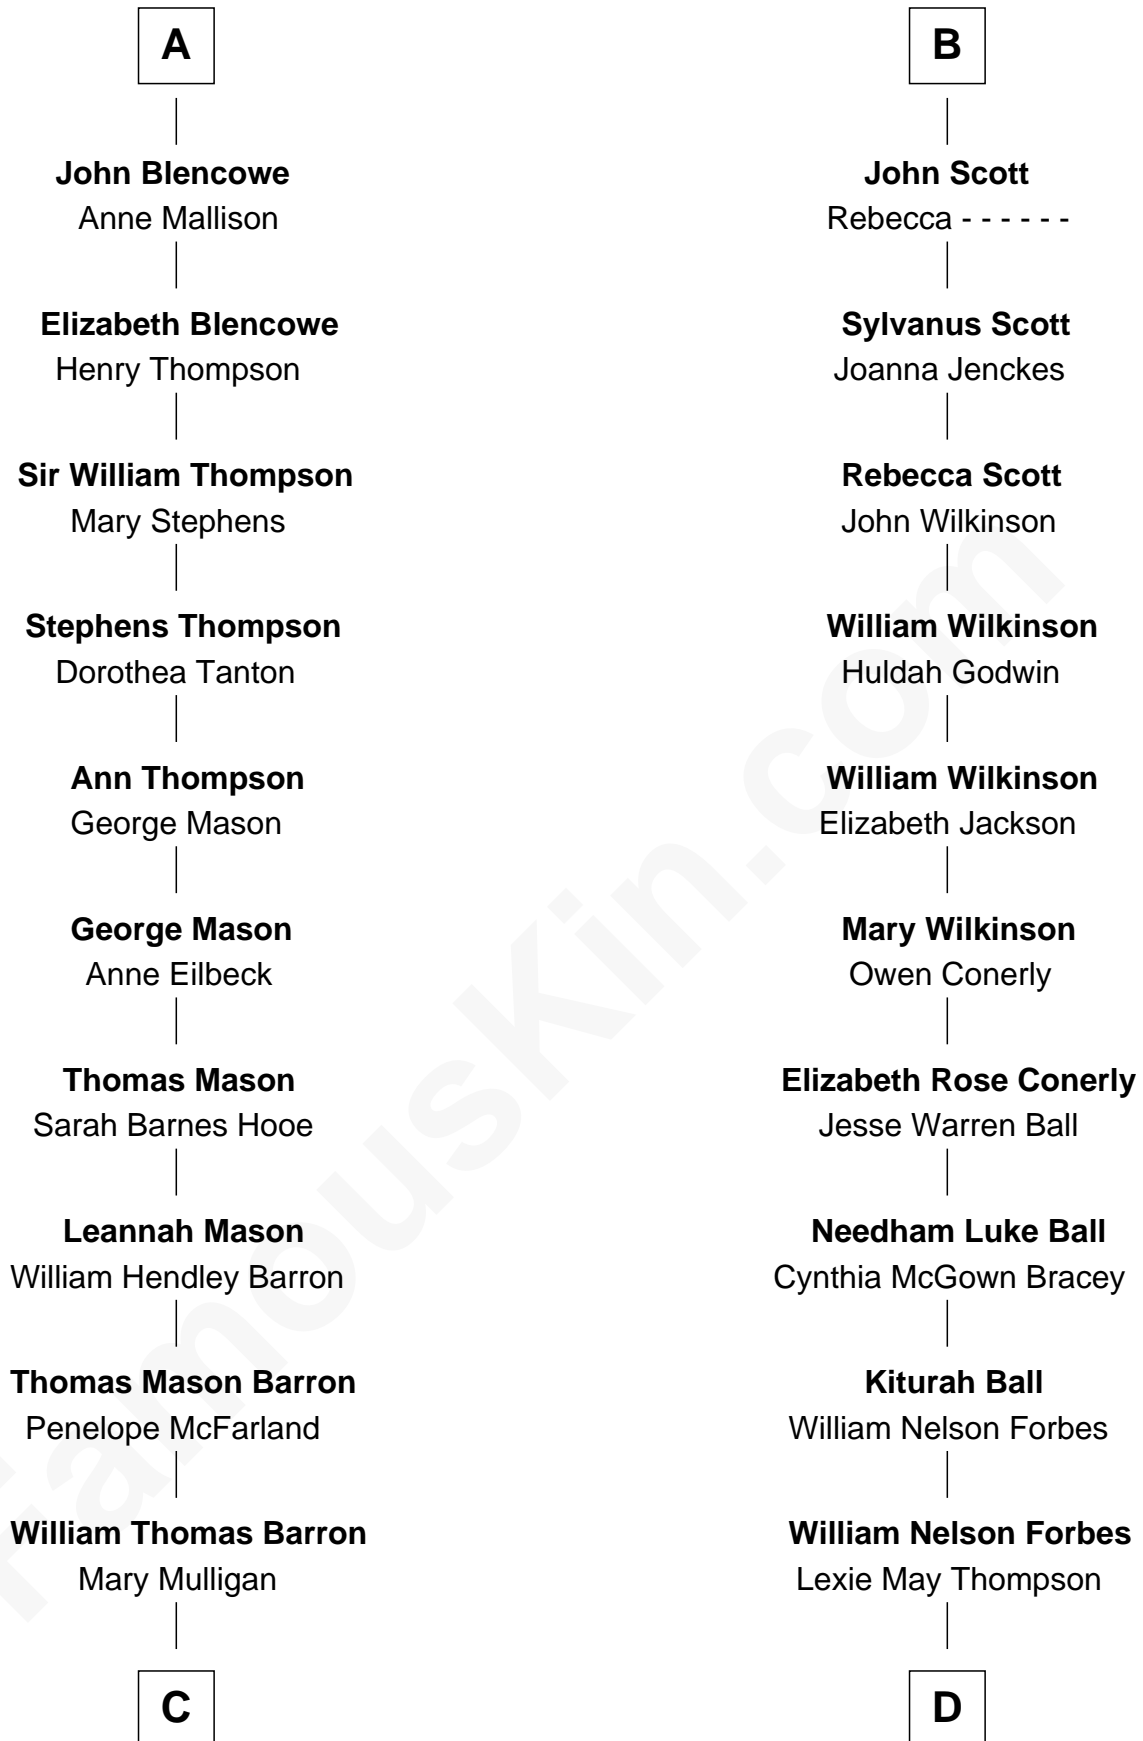 A
John Blencowe
Anne Mallison
Elizabeth Blencowe
Henry Thompson
Sir William Thompson
Mary Stephens
Stephens Thompson
Dorothea Tanton
Ann Thompson
George Mason
George Mason
Anne Eilbeck
Thomas Mason
Sarah Barnes Hooe
Leannah Mason
William Hendley Barron
Thomas Mason Barron
Penelope McFarland
William Thomas Barron
Mary Mulligan
C
B
John Scott
Rebecca - - - - - -
Sylvanus Scott
Joanna Jenckes
Rebecca Scott
John Wilkinson
William Wilkinson
Huldah Godwin
William Wilkinson
Elizabeth Jackson
Mary Wilkinson
Owen Conerly
Elizabeth Rose Conerly
Jesse Warren Ball
Needham Luke Ball
Cynthia McGown Bracey
Kiturah Ball
William Nelson Forbes
William Nelson Forbes
Lexie May Thompson
D
FamousKin.com